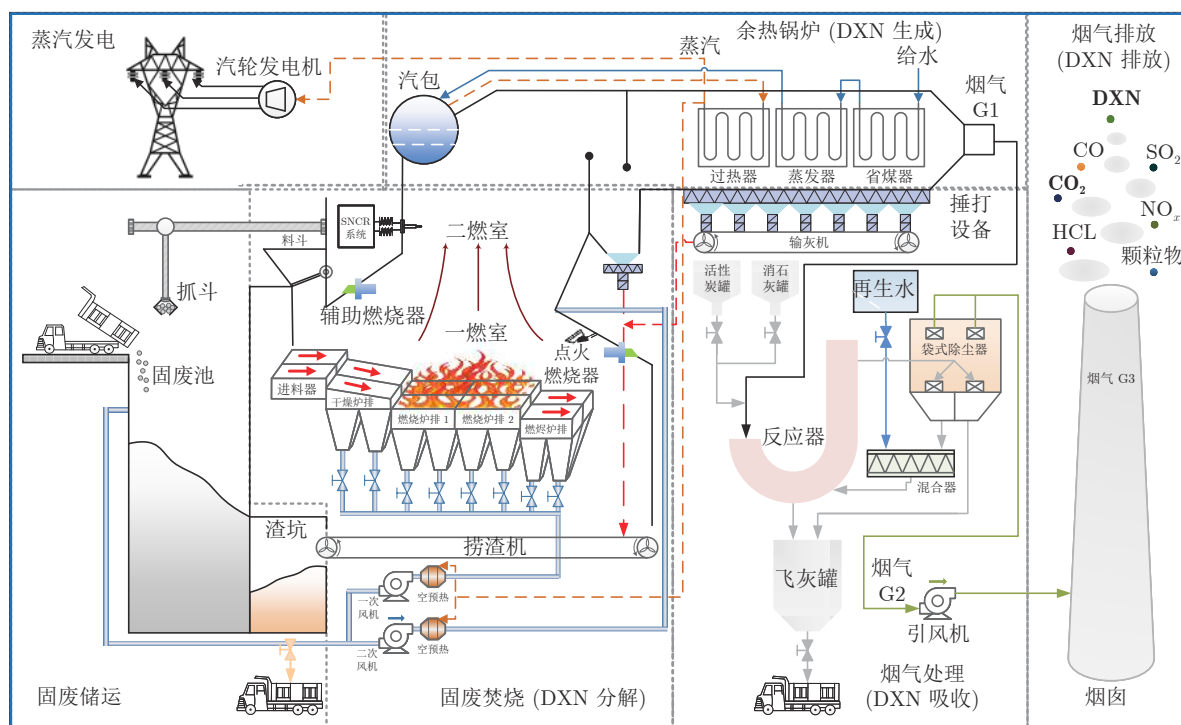 蒸汽发电
汽轮发电机
余热锅炉 (DXN 生成)
蒸汽
给水
汽包
烟气
G1
过热器
蒸发器
省煤器
烟气排放
(DXN 排放)
DXN
CO
SO₂
CO₂
NOₓ
HCL
颗粒物
SNCR
系统
料斗
二燃室
捶打
设备
输灰机
抓斗
辅助燃烧器
活性
炭罐
消石
灰罐
再生水
袋式除尘器
固废池
一燃室
点火
燃烧器
进料器
干燥炉排
燃烧炉排 1
燃烧炉排 2
燃烬炉排
反应器
混合器
烟气 G3
渣坑
捞渣机
一次
风机
空预热
二次
风机
空预热
飞灰罐
烟气
G2
引风机
固废储运
固废焚烧 (DXN 分解)
烟气处理
(DXN 吸收)
烟囱